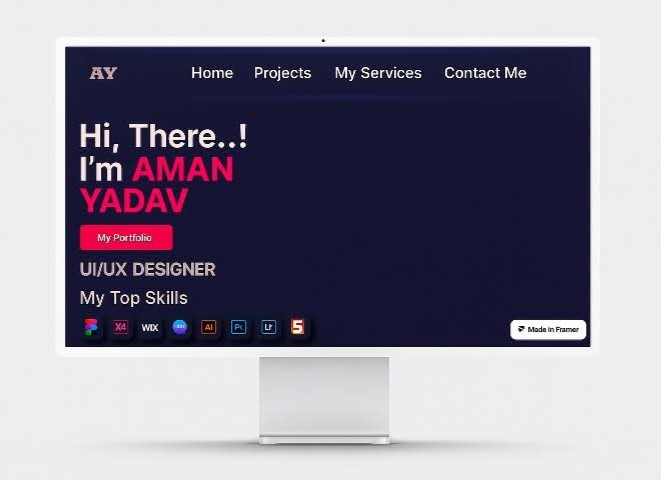 AY
Home Projects My Services Contact Me
Hi, There..!
I'm AMAN
YADAV
My Portfolio
UI/UX DESIGNER
My Top Skills
X4 WIX Ai Ps Lr 5
Made in Framer